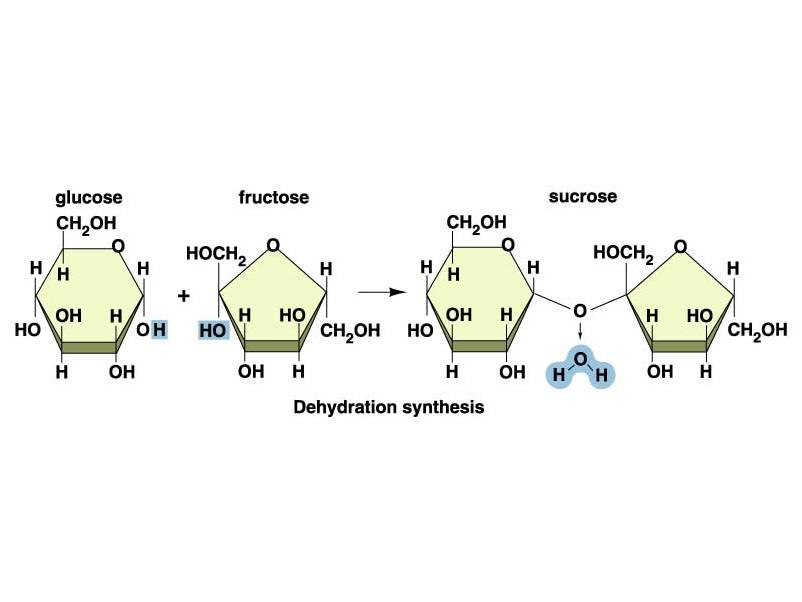 glucose fructose sucrose
CH₂OH O HOCH₂ O CH₂OH O HOCH₂ O
H H H H H H H H
+
OH H H HO OH H O H HO
HO OH HO CH₂OH HO CH₂OH
H OH OH H H OH H O H OH H
Dehydration synthesis